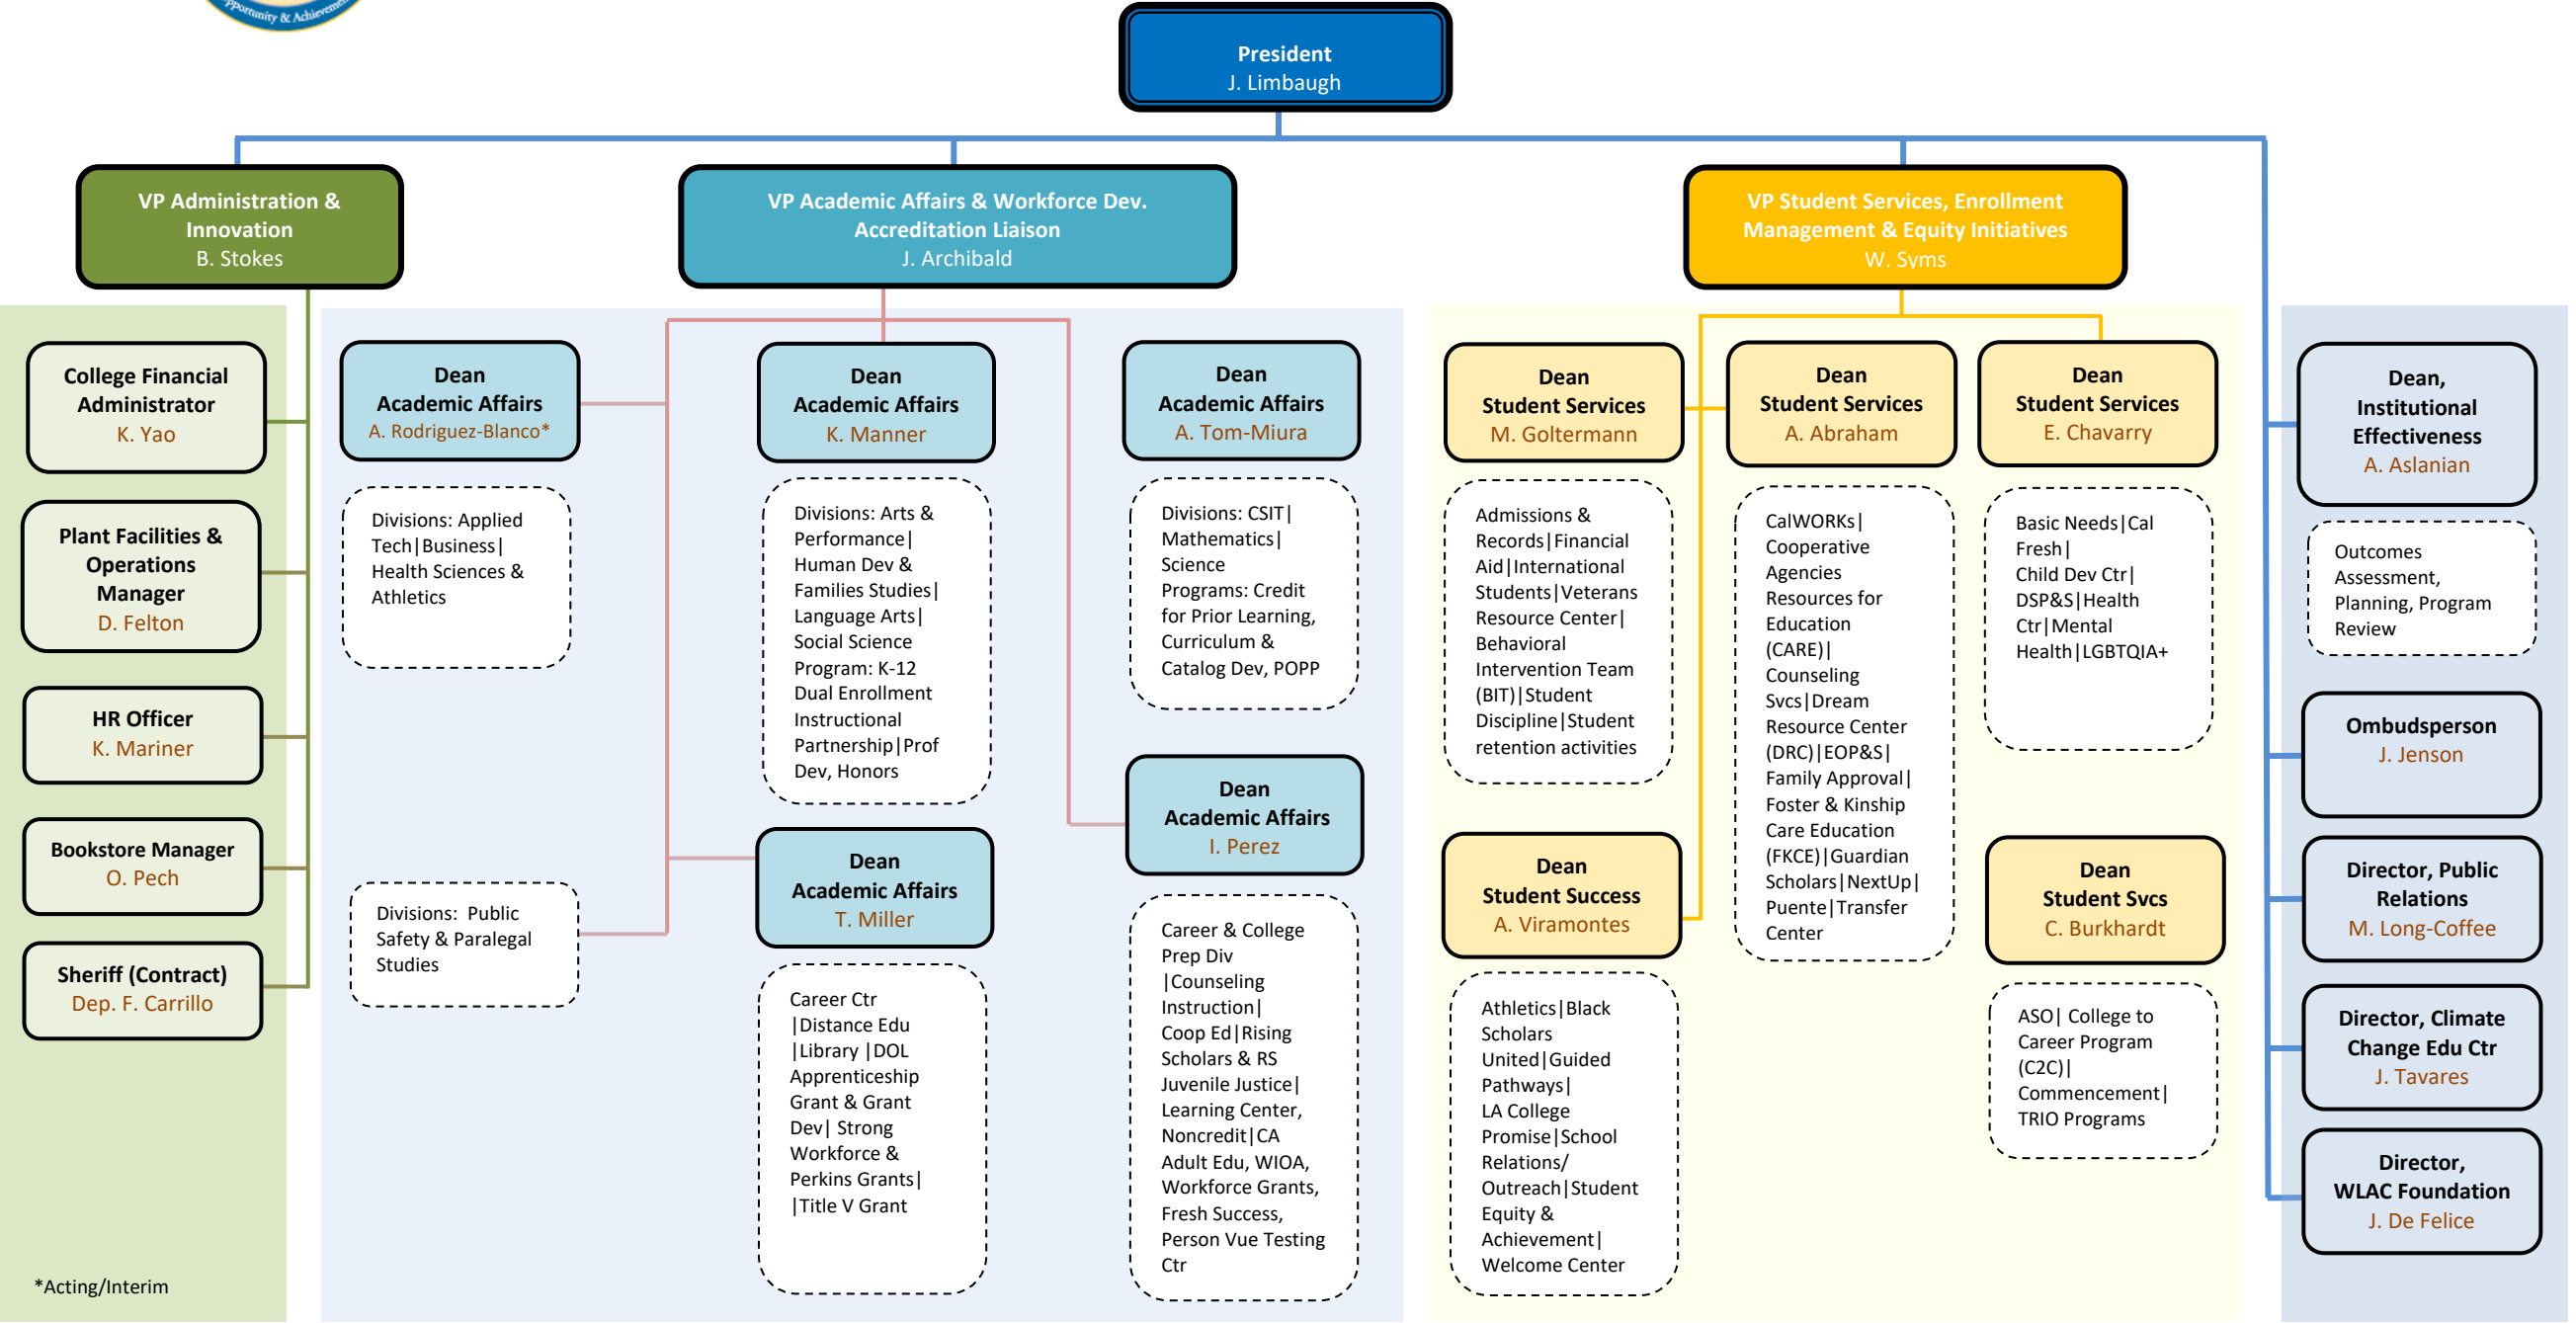 Opportunity & Achievement
President
J. Limbaugh
VP Administration &
Innovation
B. Stokes
VP Academic Affairs & Workforce Dev.
Accreditation Liaison
J. Archibald
VP Student Services, Enrollment
Management & Equity Initiatives
W. Syms
College Financial
Administrator
K. Yao
Plant Facilities &
Operations
Manager
D. Felton
HR Officer
K. Mariner
Bookstore Manager
O. Pech
Sheriff (Contract)
Dep. F. Carrillo
*Acting/Interim
Dean
Academic Affairs
A. Rodriguez-Blanco*
Divisions: Applied
Tech|Business|
Health Sciences &
Athletics
Divisions:  Public
Safety & Paralegal
Studies
Dean
Academic Affairs
K. Manner
Divisions: Arts &
Performance|
Human Dev &
Families Studies|
Language Arts|
Social Science
Program: K-12
Dual Enrollment
Instructional
Partnership|Prof
Dev, Honors
Dean
Academic Affairs
T. Miller
Career Ctr
|Distance Edu
|Library |DOL
Apprenticeship
Grant & Grant
Dev| Strong
Workforce &
Perkins Grants|
|Title V Grant
Dean
Academic Affairs
A. Tom-Miura
Divisions: CSIT|
Mathematics|
Science
Programs: Credit
for Prior Learning,
Curriculum &
Catalog Dev, POPP
Dean
Academic Affairs
I. Perez
Career & College
Prep Div
|Counseling
Instruction|
Coop Ed|Rising
Scholars & RS
Juvenile Justice|
Learning Center,
Noncredit|CA
Adult Edu, WIOA,
Workforce Grants,
Fresh Success,
Person Vue Testing
Ctr
Dean
Student Services
M. Goltermann
Admissions &
Records|Financial
Aid|International
Students|Veterans
Resource Center|
Behavioral
Intervention Team
(BIT)|Student
Discipline|Student
retention activities
Dean
Student Success
A. Viramontes
Athletics|Black
Scholars
United|Guided
Pathways|
LA College
Promise|School
Relations/
Outreach|Student
Equity &
Achievement|
Welcome Center
Dean
Student Services
A. Abraham
CalWORKs|
Cooperative
Agencies
Resources for
Education
(CARE)|
Counseling
Svcs|Dream
Resource Center
(DRC)|EOP&S|
Family Approval|
Foster & Kinship
Care Education
(FKCE)|Guardian
Scholars|NextUp|
Puente|Transfer
Center
Dean
Student Services
E. Chavarry
Basic Needs|Cal
Fresh|
Child Dev Ctr|
DSP&S|Health
Ctr|Mental
Health|LGBTQIA+
Dean
Student Svcs
C. Burkhardt
ASO| College to
Career Program
(C2C)|
Commencement|
TRIO Programs
Dean,
Institutional
Effectiveness
A. Aslanian
Outcomes
Assessment,
Planning, Program
Review
Ombudsperson
J. Jenson
Director, Public
Relations
M. Long-Coffee
Director, Climate
Change Edu Ctr
J. Tavares
Director,
WLAC Foundation
J. De Felice